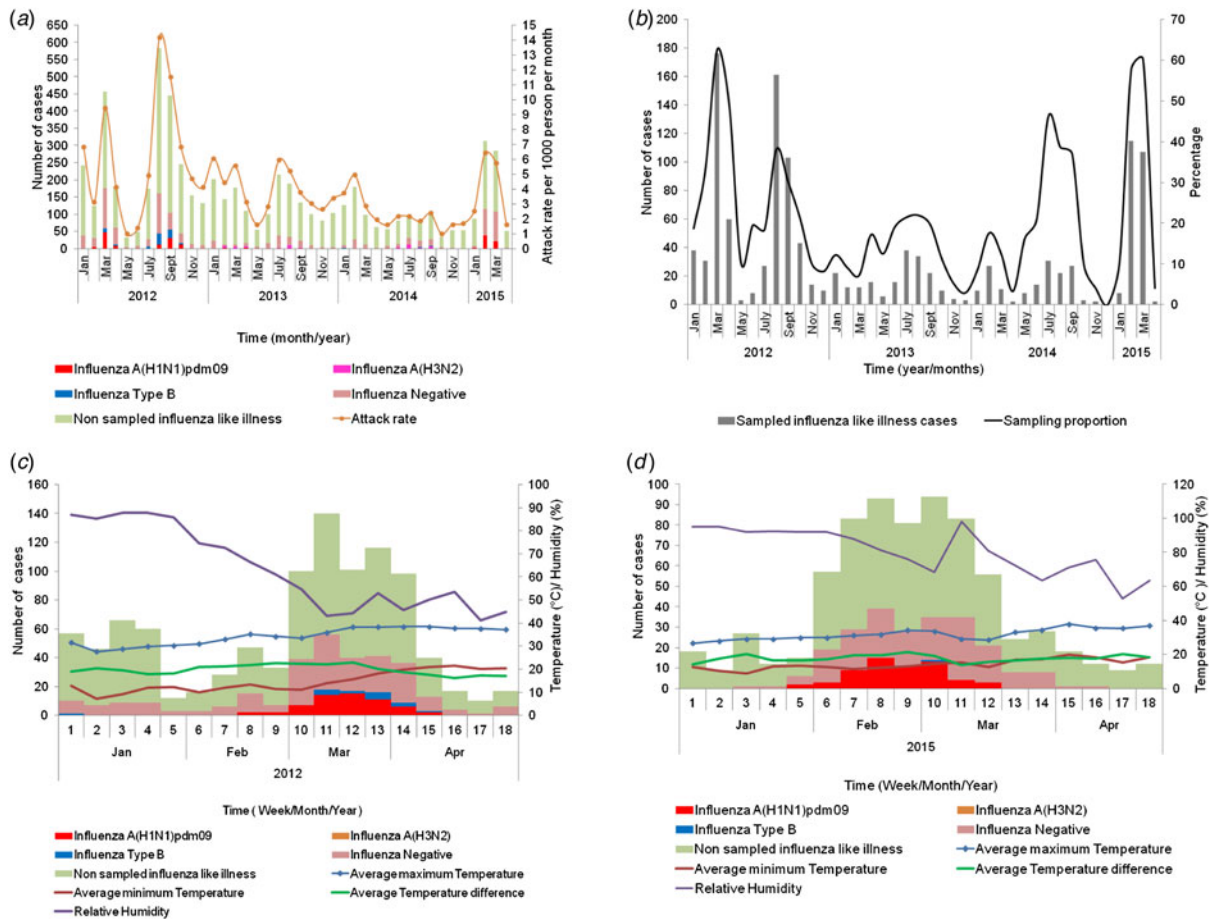 (a)
Number of cases
650
600
550
500
450
400
350
300
250
200
150
100
50
0
15
14
13
12
11
10
9
8
7
6
5
4
3
2
1
0
Attack rate per 1000 person per month
Jan Mar May July Sept Nov Jan Mar May July Sept Nov Jan Mar May July Sep Nov Jan Mar
2012 2013 2014 2015
Time (month/year)
Influenza A(H1N1)pdm09 Influenza A(H3N2)
Influenza Type B Influenza Negative
Non sampled influenza like illness Attack rate
(b)
Number of cases
200
180
160
140
120
100
80
60
40
20
0
70
60
50
40
30
20
10
0
Percentage
Jan Mar May July Sept Nov Jan Mar May July Sept Nov Jan Mar May July Sep Nov Jan Mar
2012 2013 2014 2015
Time (year/months)
Sampled influenza like illness cases Sampling proportion
(c)
Number of cases
160
140
120
100
80
60
40
20
0
100
90
80
70
60
50
40
30
20
10
0
Temperature (°C)/ Humidity (%)
1 2 3 4 5 6 7 8 9 10 11 12 13 14 15 16 17 18
Jan Feb Mar Apr
2012
Time (Week/Month/Year)
Influenza A(H1N1)pdm09 Influenza A(H3N2)
Influenza Type B Influenza Negative
Non sampled influenza like illness Average maximum Temperature
Average minimum Temperature Average Temperature difference
Relative Humidity
(d)
Number of cases
100
90
80
70
60
50
40
30
20
10
0
120
100
80
60
40
20
0
Temperature (°C)/ Humidity (%)
1 2 3 4 5 6 7 8 9 10 11 12 13 14 15 16 17 18
Jan Feb Mar Apr
2015
Time (Week/Month/Year)
Influenza A(H1N1)pdm09 Influenza A(H3N2)
Influenza Type B Influenza Negative
Non sampled influenza like illness Average maximum Temperature
Average minimum Temperature Average Temperature difference
Relative Humidity